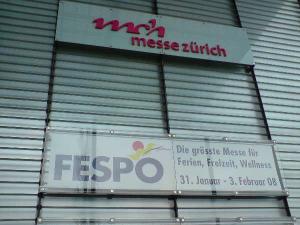 mch
messe zürich
FESPO
Die grösste Messe für
Ferien, Freizeit, Wellness
31. Januar - 3. Februar 08